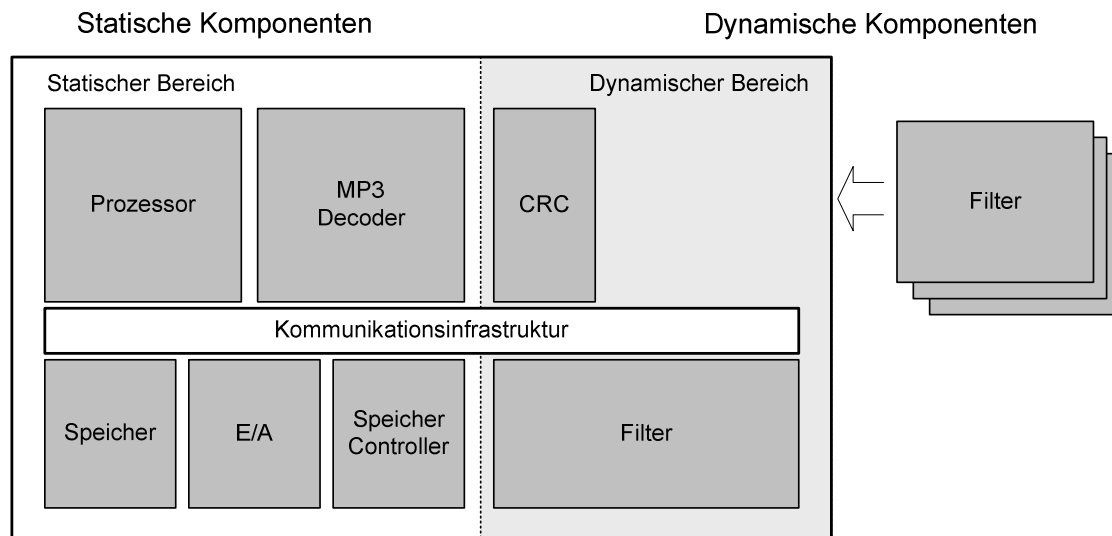 Statische Komponenten
Dynamische Komponenten
Statischer Bereich
Dynamischer Bereich
Prozessor
MP3
Decoder
CRC
Filter
Kommunikationsinfrastruktur
Speicher
E/A
Speicher
Controller
Filter